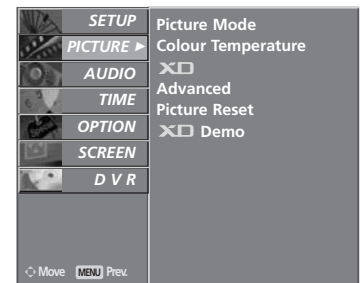 SETUP
PICTURE ►
AUDIO
TIME
OPTION
SCREEN
D V R
Picture Mode
Colour Temperature
XD
Advanced
Picture Reset
XD Demo
Move MENU Prev.